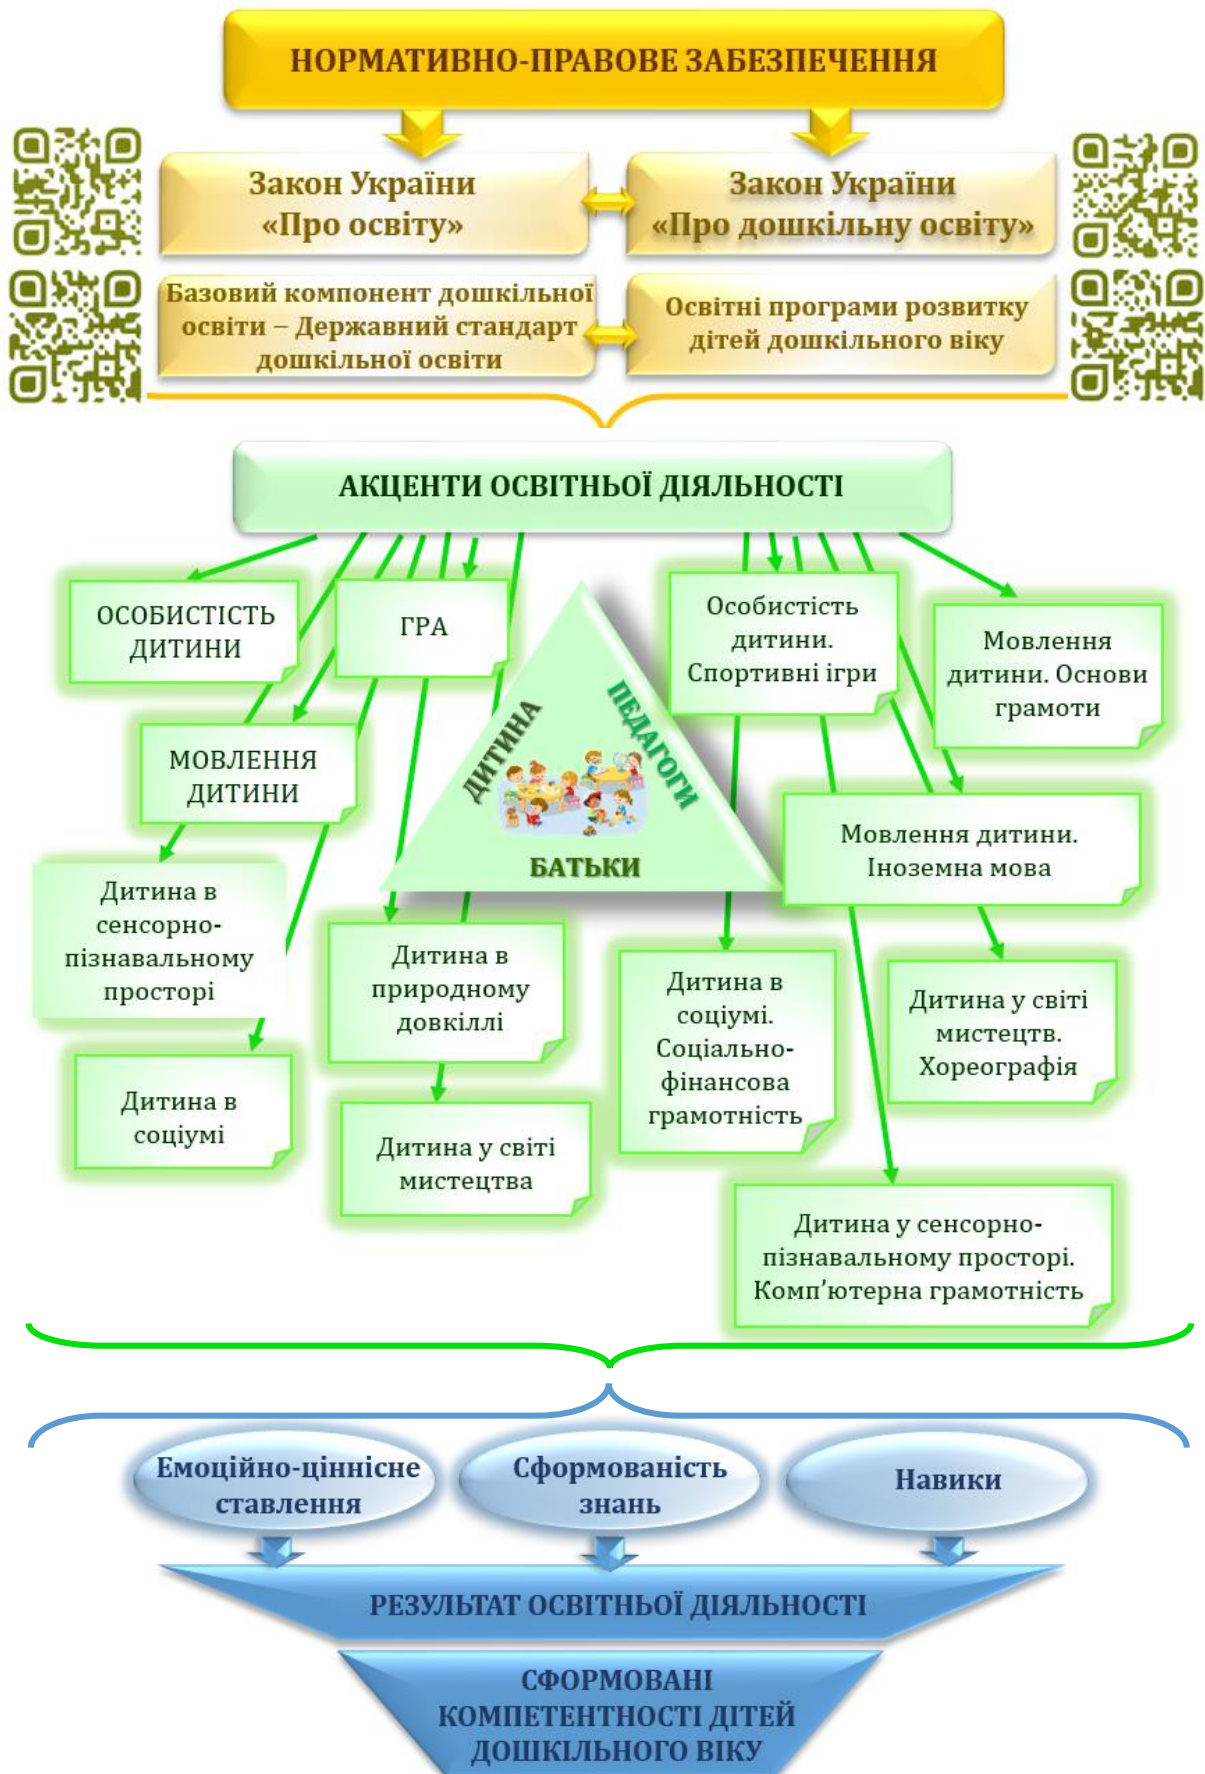 НОРМАТИВНО-ПРАВОВЕ ЗАБЕЗПЕЧЕННЯ
Закон України
«Про освіту»
Закон України
«Про дошкільну освіту»
Базовий компонент дошкільної
освіти – Державний стандарт
дошкільної освіти
Освітні програми розвитку
дітей дошкільного віку
АКЦЕНТИ ОСВІТНЬОЇ ДІЯЛЬНОСТІ
ОСОБИСТІСТЬ
ДИТИНИ
ГРА
Особистість
дитини.
Спортивні ігри
Мовлення
дитини. Основи
грамоти
МОВЛЕННЯ
ДИТИНИ
ДИТИНА
ПЕДАГОГИ
БАТЬКИ
Мовлення дитини.
Іноземна мова
Дитина в
сенсорно-
пізнавальному
просторі
Дитина в
природному
довкіллі
Дитина в
соціумі.
Соціально-
фінансова
грамотність
Дитина у світі
мистецтв.
Хореографія
Дитина в
соціумі
Дитина у світі
мистецтва
Дитина у сенсорно-
пізнавальному просторі.
Комп’ютерна грамотність
Емоційно-ціннісне
ставлення
Сформованість
знань
Навики
РЕЗУЛЬТАТ ОСВІТНЬОЇ ДІЯЛЬНОСТІ
СФОРМОВАНІ
КОМПЕТЕНТНОСТІ ДІТЕЙ
ДОШКІЛЬНОГО ВІКУ